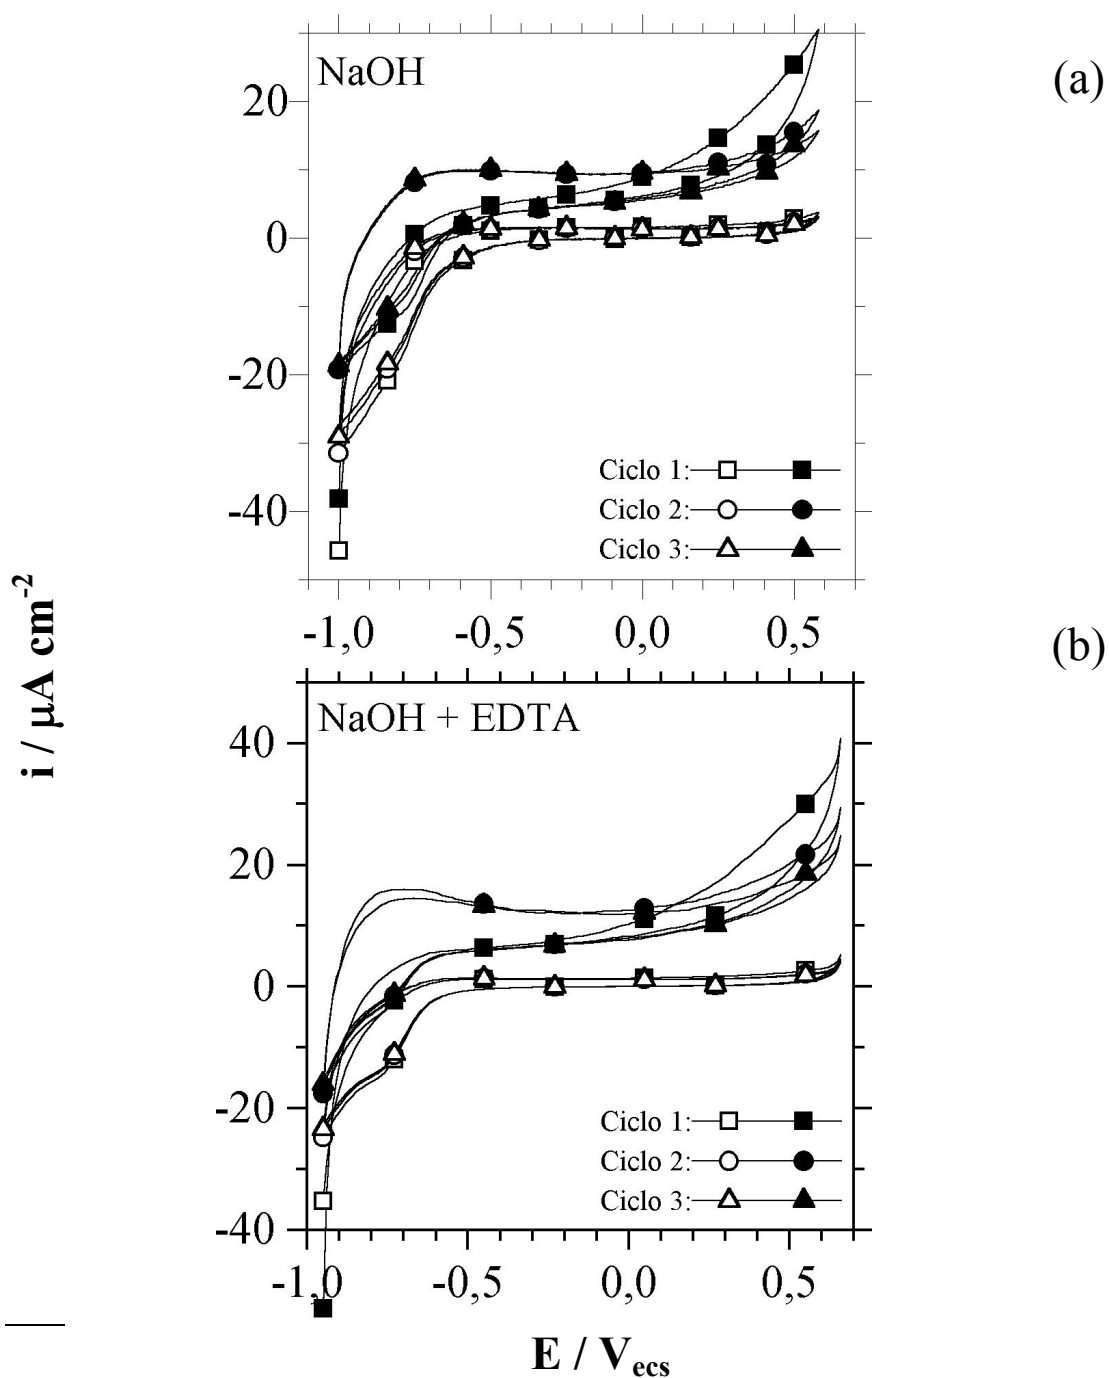 (a)
NaOH
20
0
-20
-40
Ciclo 1:
Ciclo 2:
Ciclo 3:
-1,0 -0,5 0,0 0,5
i / μA cm-2
(b)
NaOH + EDTA
40
20
0
-20
-40
Ciclo 1:
Ciclo 2:
Ciclo 3:
-1,0 -0,5 0,0 0,5
E / Vecs